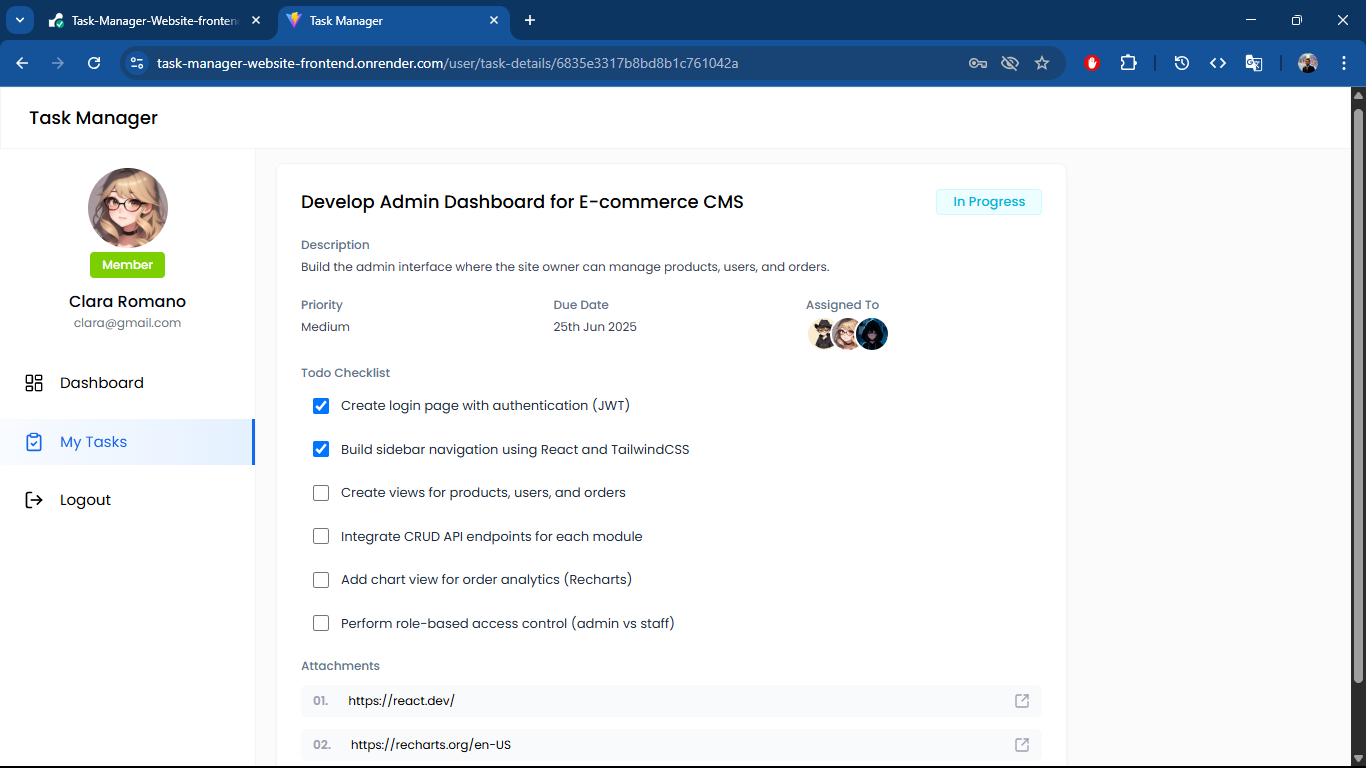 Task-Manager-Website-fronten
Task Manager
task-manager-website-frontend.onrender.com/user/task-details/6835e3317b8bd8b1c761042a
Task Manager
Member
Clara Romano
clara@gmail.com
Dashboard
My Tasks
Logout
Develop Admin Dashboard for E-commerce CMS
In Progress
Description
Build the admin interface where the site owner can manage products, users, and orders.
Priority
Due Date
Assigned To
Medium
25th Jun 2025
Todo Checklist
Create login page with authentication (JWT)
Build sidebar navigation using React and TailwindCSS
Create views for products, users, and orders
Integrate CRUD API endpoints for each module
Add chart view for order analytics (Recharts)
Perform role-based access control (admin vs staff)
Attachments
01. https://react.dev/
02. https://recharts.org/en-US